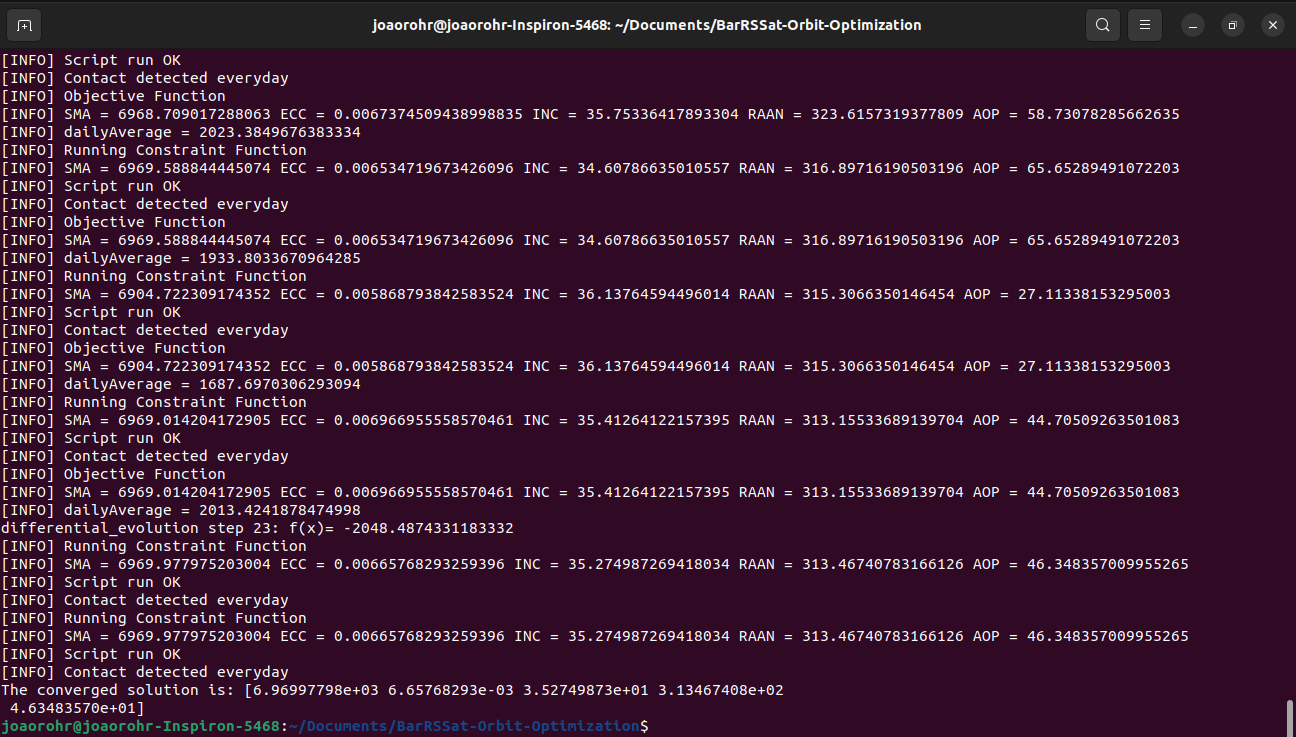 joaorohr@joaorohr-Inspiron-5468: ~/Documents/BarRSSat-Orbit-Optimization
[INFO] Script run OK
[INFO] Contact detected everyday
[INFO] Objective Function
[INFO] SMA = 6968.709017288063 ECC = 0.0067374509438998835 INC = 35.75336417893304 RAAN = 323.6157319377809 AOP = 58.73078285662635
[INFO] dailyAverage = 2023.3849676383334
[INFO] Running Constraint Function
[INFO] SMA = 6969.588844445074 ECC = 0.006534719673426096 INC = 34.60786635010557 RAAN = 316.89716190503196 AOP = 65.65289491072203
[INFO] Script run OK
[INFO] Contact detected everyday
[INFO] Objective Function
[INFO] SMA = 6969.588844445074 ECC = 0.006534719673426096 INC = 34.60786635010557 RAAN = 316.89716190503196 AOP = 65.65289491072203
[INFO] dailyAverage = 1933.8033670964285
[INFO] Running Constraint Function
[INFO] SMA = 6904.722309174352 ECC = 0.005868793842583524 INC = 36.13764594496014 RAAN = 315.3066350146454 AOP = 27.11338153295003
[INFO] Script run OK
[INFO] Contact detected everyday
[INFO] Objective Function
[INFO] SMA = 6904.722309174352 ECC = 0.005868793842583524 INC = 36.13764594496014 RAAN = 315.3066350146454 AOP = 27.11338153295003
[INFO] dailyAverage = 1687.6970306293094
[INFO] Running Constraint Function
[INFO] SMA = 6969.014204172905 ECC = 0.006966955558570461 INC = 35.41264122157395 RAAN = 313.15533689139704 AOP = 44.70509263501083
[INFO] Script run OK
[INFO] Contact detected everyday
[INFO] Objective Function
[INFO] SMA = 6969.014204172905 ECC = 0.006966955558570461 INC = 35.41264122157395 RAAN = 313.15533689139704 AOP = 44.70509263501083
[INFO] dailyAverage = 2013.4241878474998
differential_evolution step 23: f(x)= -2048.4874331183332
[INFO] Running Constraint Function
[INFO] SMA = 6969.977975203004 ECC = 0.00665768293259396 INC = 35.274987269418034 RAAN = 313.46740783166126 AOP = 46.348357009955265
[INFO] Script run OK
[INFO] Contact detected everyday
[INFO] Running Constraint Function
[INFO] SMA = 6969.977975203004 ECC = 0.00665768293259396 INC = 35.274987269418034 RAAN = 313.46740783166126 AOP = 46.348357009955265
[INFO] Script run OK
[INFO] Contact detected everyday
The converged solution is: [6.96997798e+03 6.65768293e-03 3.52749873e+01 3.13467408e+02
 4.63483570e+01]
joaorohr@joaorohr-Inspiron-5468:~/Documents/BarRSSat-Orbit-Optimization$